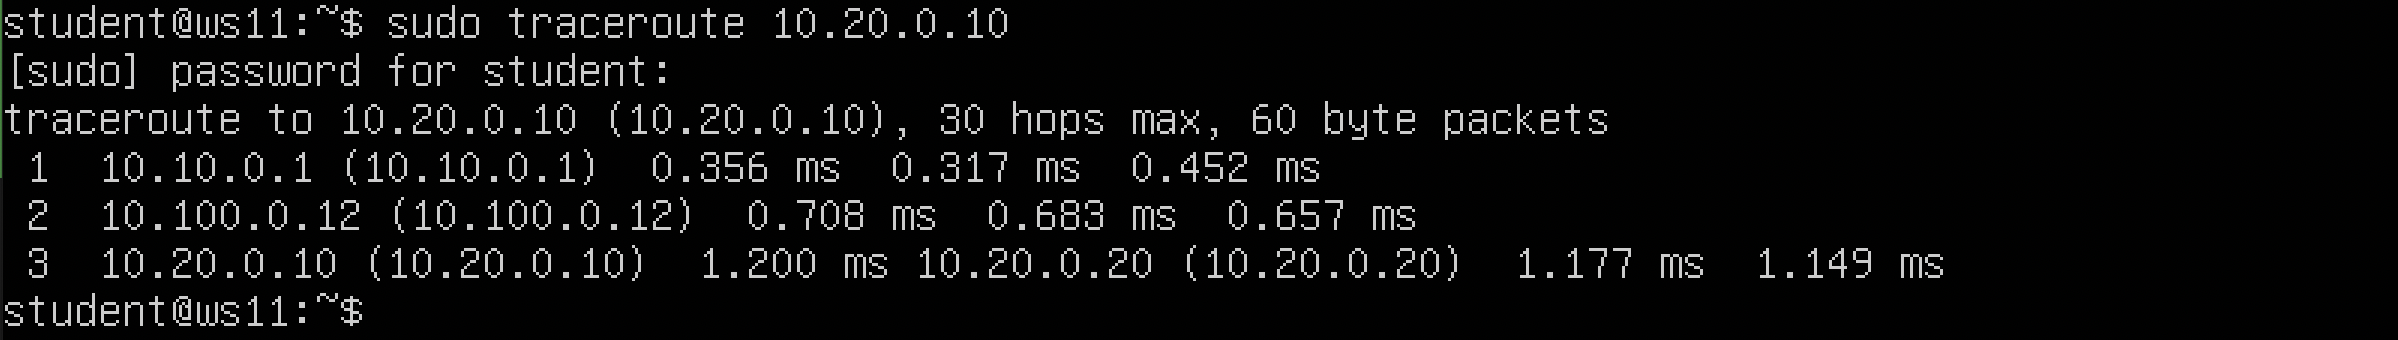 student@ws11:~$ sudo traceroute 10.20.0.10
[sudo] password for student:
traceroute to 10.20.0.10 (10.20.0.10), 30 hops max, 60 byte packets
 1  10.10.0.1 (10.10.0.1)  0.356 ms  0.317 ms  0.452 ms
 2  10.100.0.12 (10.100.0.12)  0.708 ms  0.683 ms  0.657 ms
 3  10.20.0.10 (10.20.0.10)  1.200 ms 10.20.0.20 (10.20.0.20)  1.177 ms  1.149 ms
student@ws11:~$